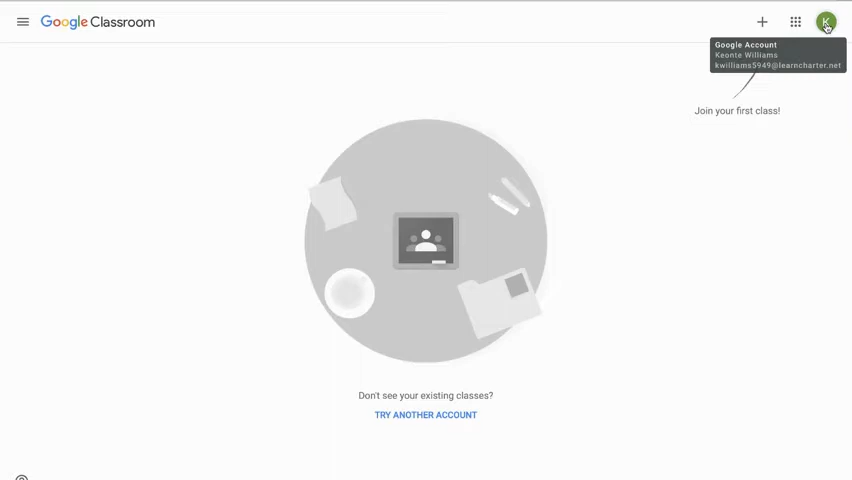 Google Classroom
K
Google Account
Keonte Williams
kwilliams5949@learncharter.net
Join your first class!
Don't see your existing classes?
TRY ANOTHER ACCOUNT